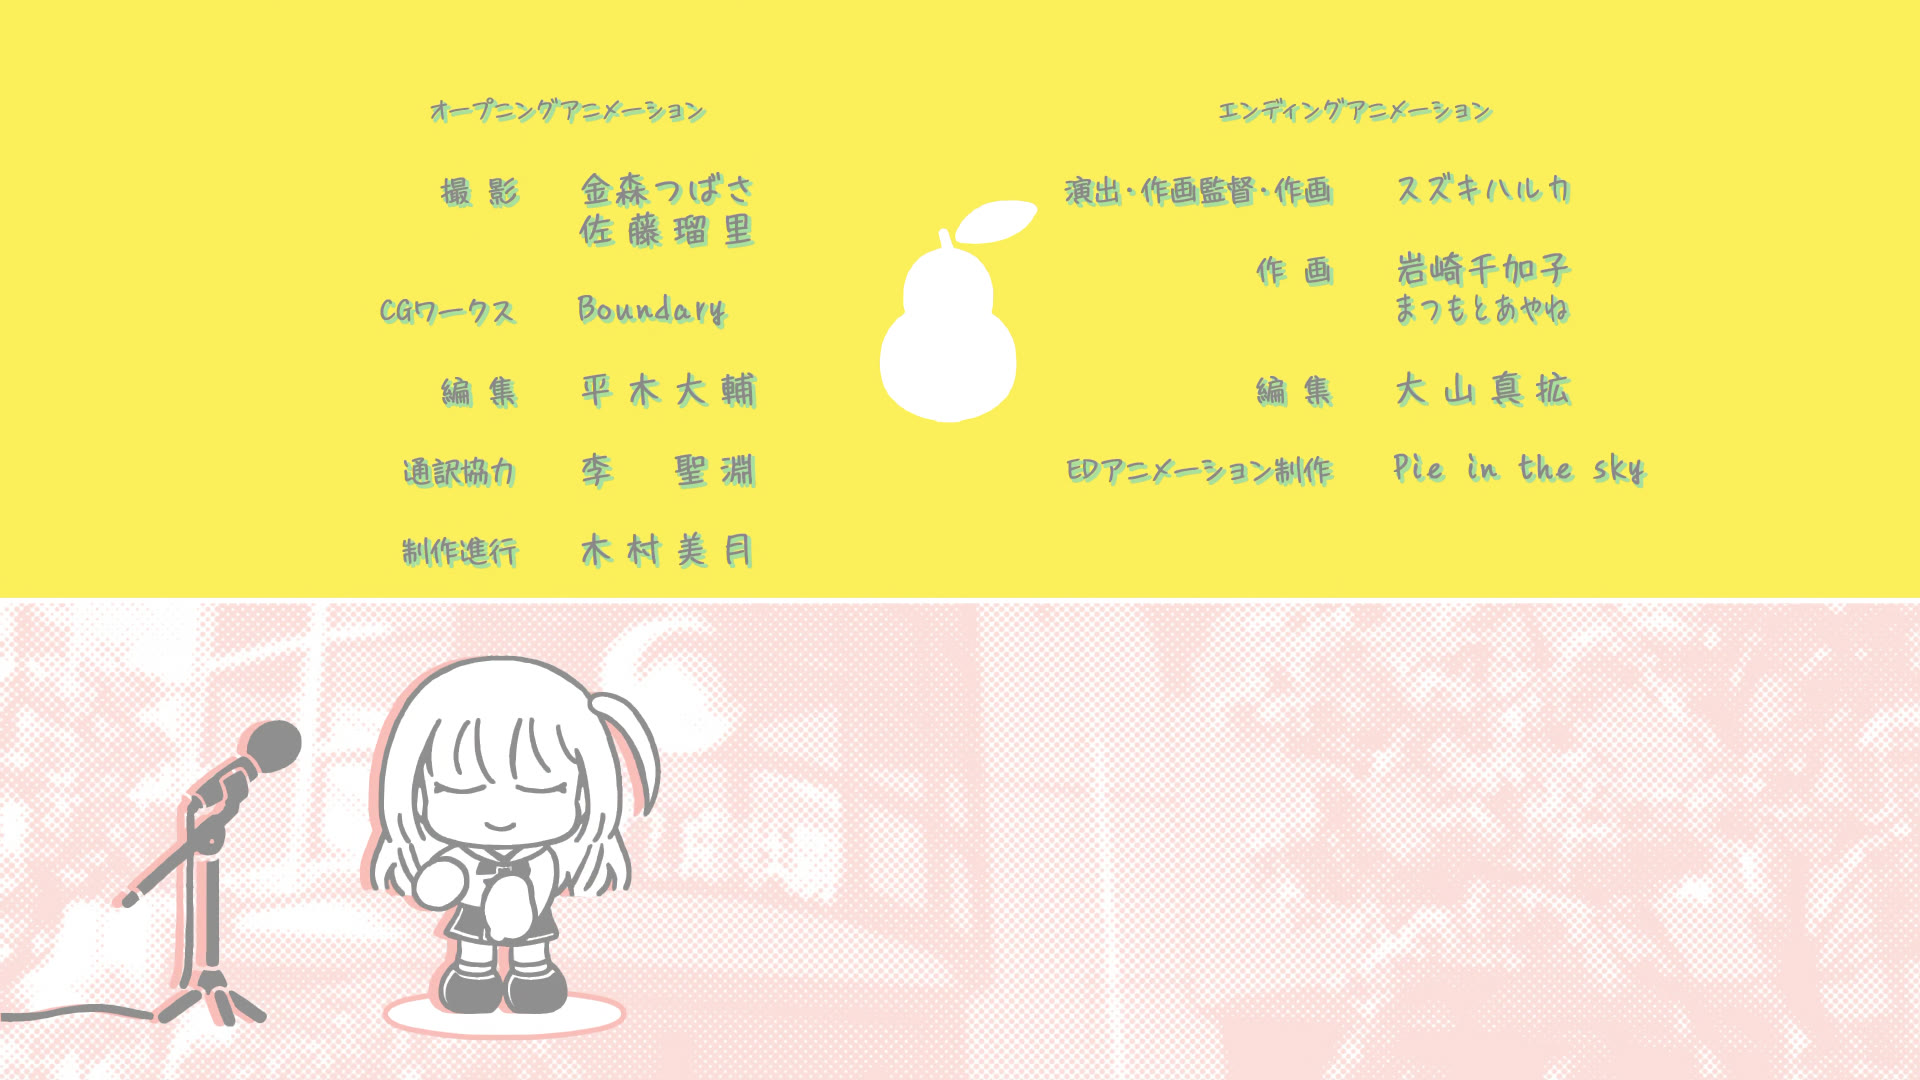 オープニングアニメーション
撮影 金森つばさ
佐藤瑠里
CGワークス Boundary
編集 平木大輔
通訳協力 李 聖淵
制作進行 木村美月
エンディングアニメーション
演出・作画監督・作画 スズキハルカ
作画 岩崎千加子
まつもとあやね
編集 大山真拡
EDアニメーション制作 Pie in the sky